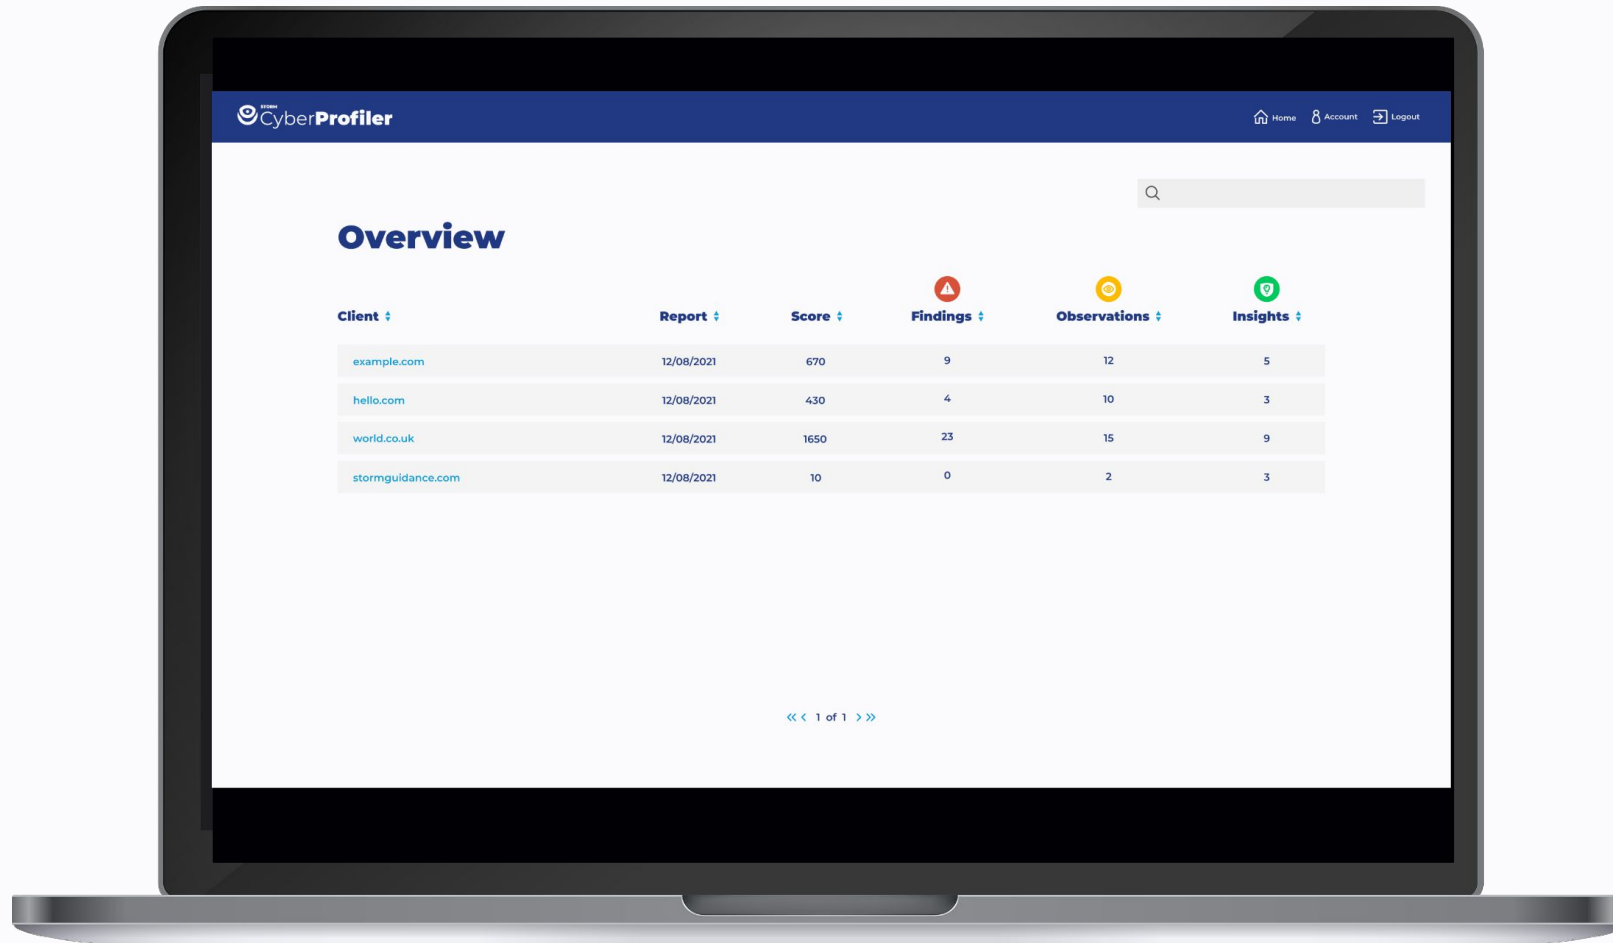 STORM
CyberProfiler
Home Account Logout
Overview
Client Report Score Findings Observations Insights
example.com 12/08/2021 670 9 12 5
hello.com 12/08/2021 430 4 10 3
world.co.uk 12/08/2021 1650 23 15 9
stormguidance.com 12/08/2021 10 0 2 3
« < 1 of 1 > »